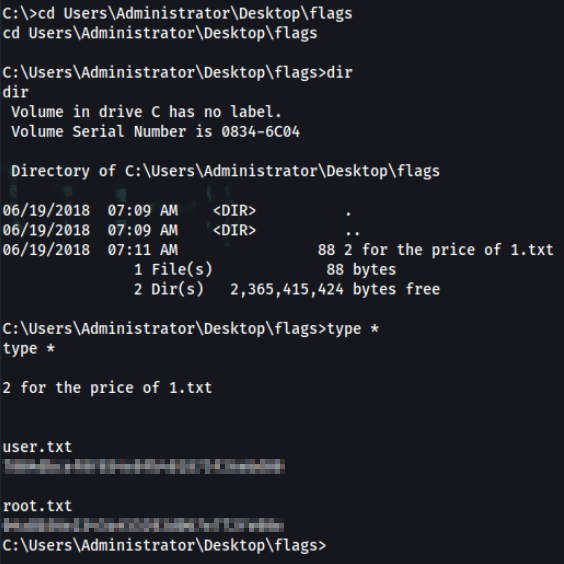 C:\>cd Users\Administrator\Desktop\flags
cd Users\Administrator\Desktop\flags
C:\Users\Administrator\Desktop\flags>dir
dir
Volume in drive C has no label.
Volume Serial Number is 0834-6C04
Directory of C:\Users\Administrator\Desktop\flags
06/19/2018  07:09 AM    <DIR>          .
06/19/2018  07:09 AM    <DIR>          ..
06/19/2018  07:11 AM                88 2 for the price of 1.txt
1 File(s)             88 bytes
2 Dir(s)   2,365,415,424 bytes free
C:\Users\Administrator\Desktop\flags>type *
type *
2 for the price of 1.txt
user.txt
root.txt
C:\Users\Administrator\Desktop\flags>